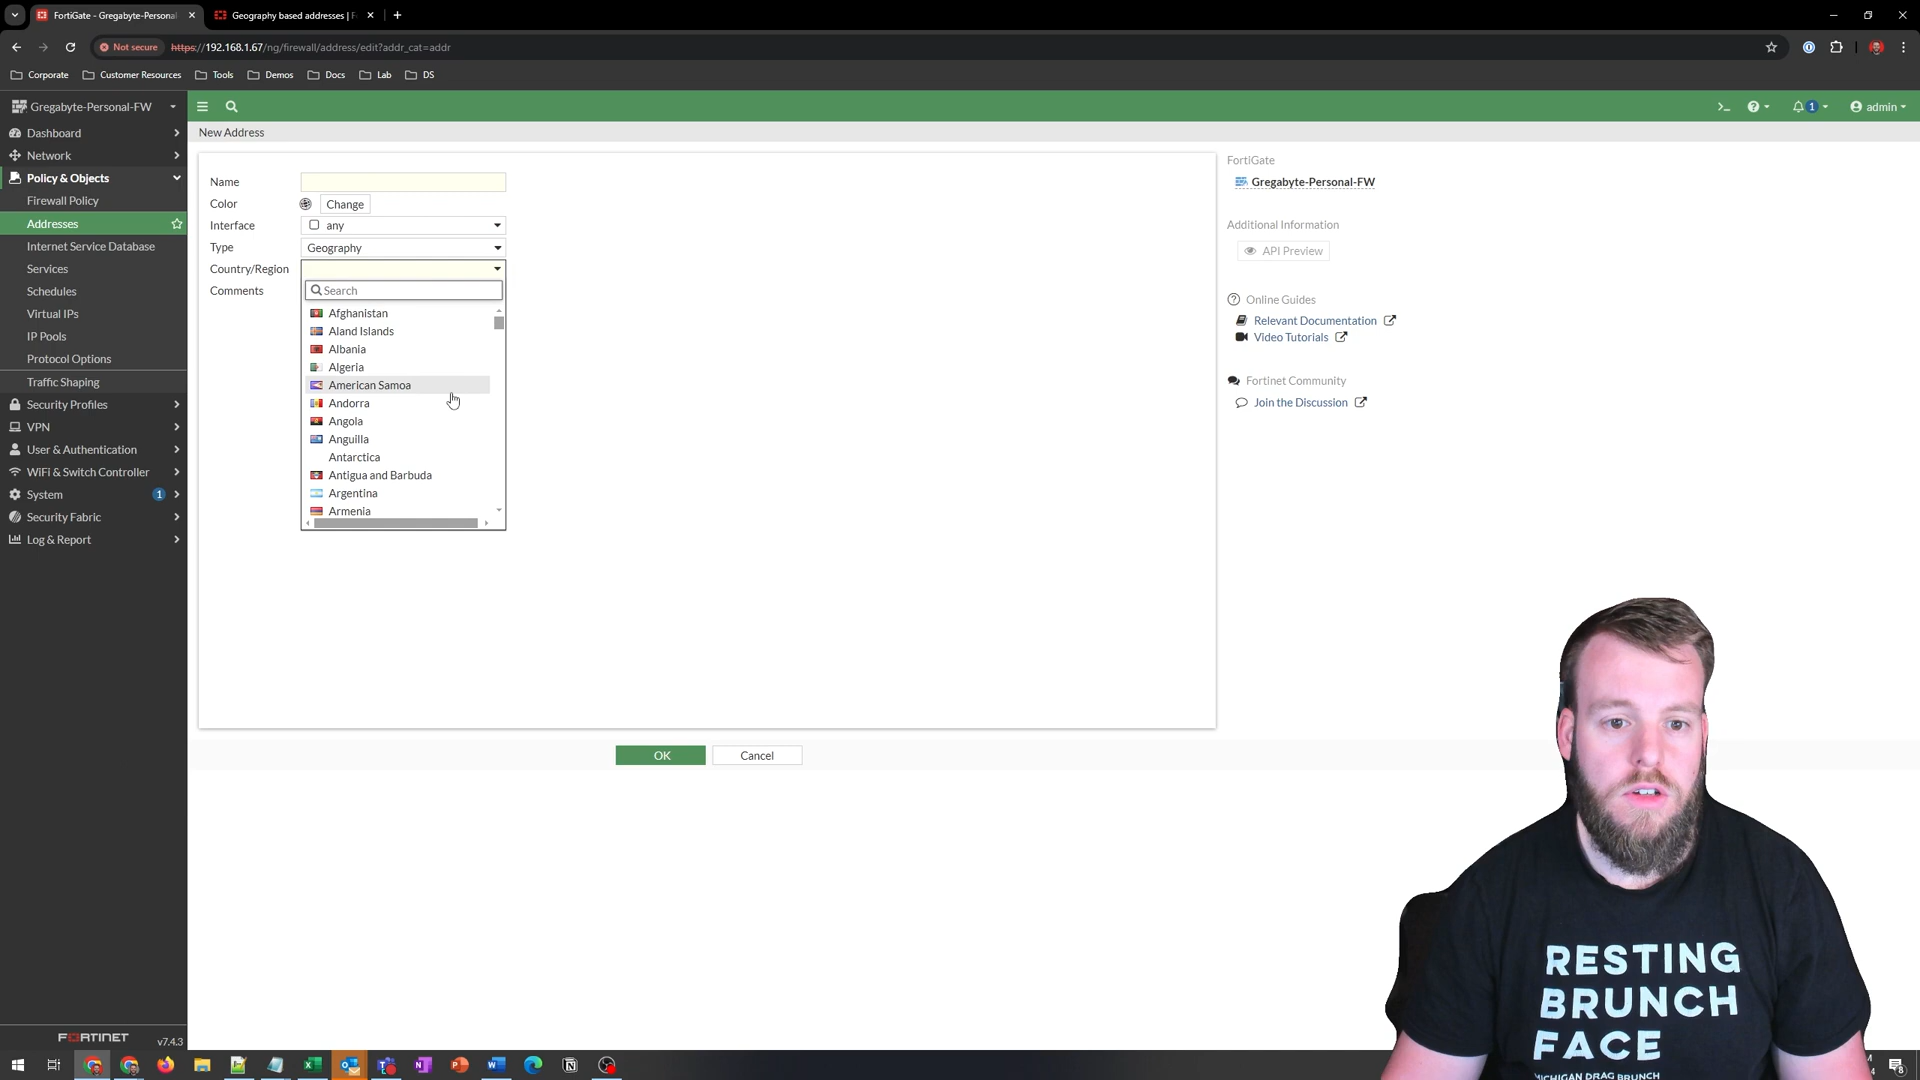 FortiGate - Gregabyte-Personal
Geography based addresses | F
Not secure https://192.168.1.67/ng/firewall/address/edit?addr_cat=addr
Corporate Customer Resources Tools Demos Docs Lab DS
Gregabyte-Personal-FW
1 admin
Dashboard
Network
Policy & Objects
Firewall Policy
Addresses
Internet Service Database
Services
Schedules
Virtual IPs
IP Pools
Protocol Options
Traffic Shaping
Security Profiles
VPN
User & Authentication
WiFi & Switch Controller
System 1
Security Fabric
Log & Report
FORTINET v7.4.3
New Address
Name
Color Change
Interface any
Type Geography
Country/Region
Comments
Search
Afghanistan
Aland Islands
Albania
Algeria
American Samoa
Andorra
Angola
Anguilla
Antarctica
Antigua and Barbuda
Argentina
Armenia
OK Cancel
FortiGate
Gregabyte-Personal-FW
Additional Information
API Preview
Online Guides
Relevant Documentation
Video Tutorials
Fortinet Community
Join the Discussion
RESTING
BRUNCH
FACE
MICHIGAN DRAG BRUNCH